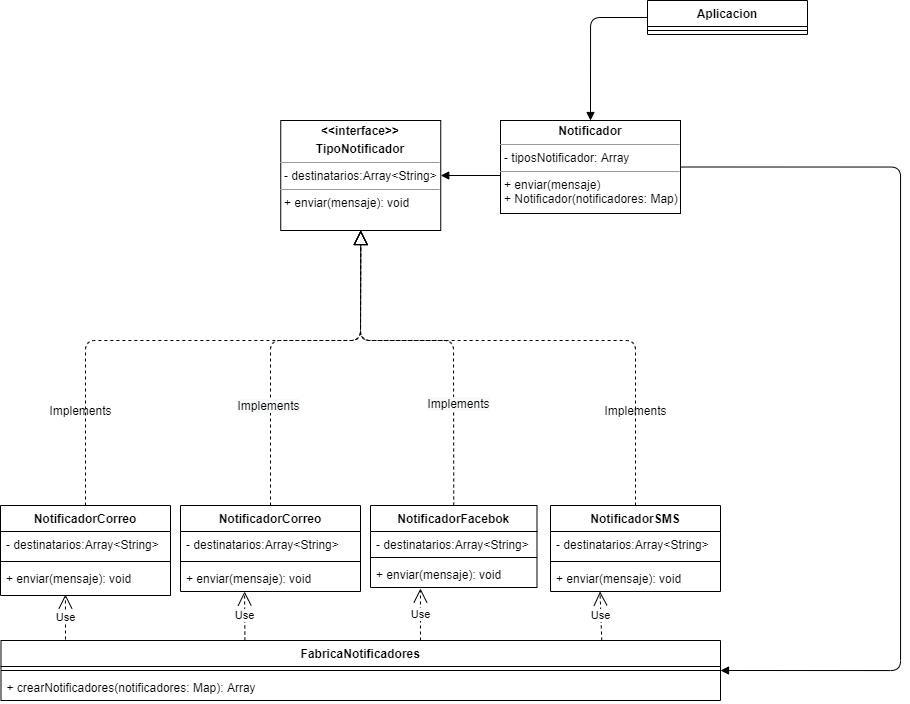 Aplicacion
<<interface>>
TipoNotificador
- destinatarios:Array<String>
+ enviar(mensaje): void
Notificador
- tiposNotificador: Array
+ enviar(mensaje)
+ Notificador(notificadores: Map)
Implements
Implements
Implements
Implements
NotificadorCorreo
- destinatarios:Array<String>
+ enviar(mensaje): void
NotificadorCorreo
- destinatarios:Array<String>
+ enviar(mensaje): void
NotificadorFacebok
- destinatarios:Array<String>
+ enviar(mensaje): void
NotificadorSMS
- destinatarios:Array<String>
+ enviar(mensaje): void
Use
Use
Use
Use
FabricaNotificadores
+ crearNotificadores(notificadores: Map): Array